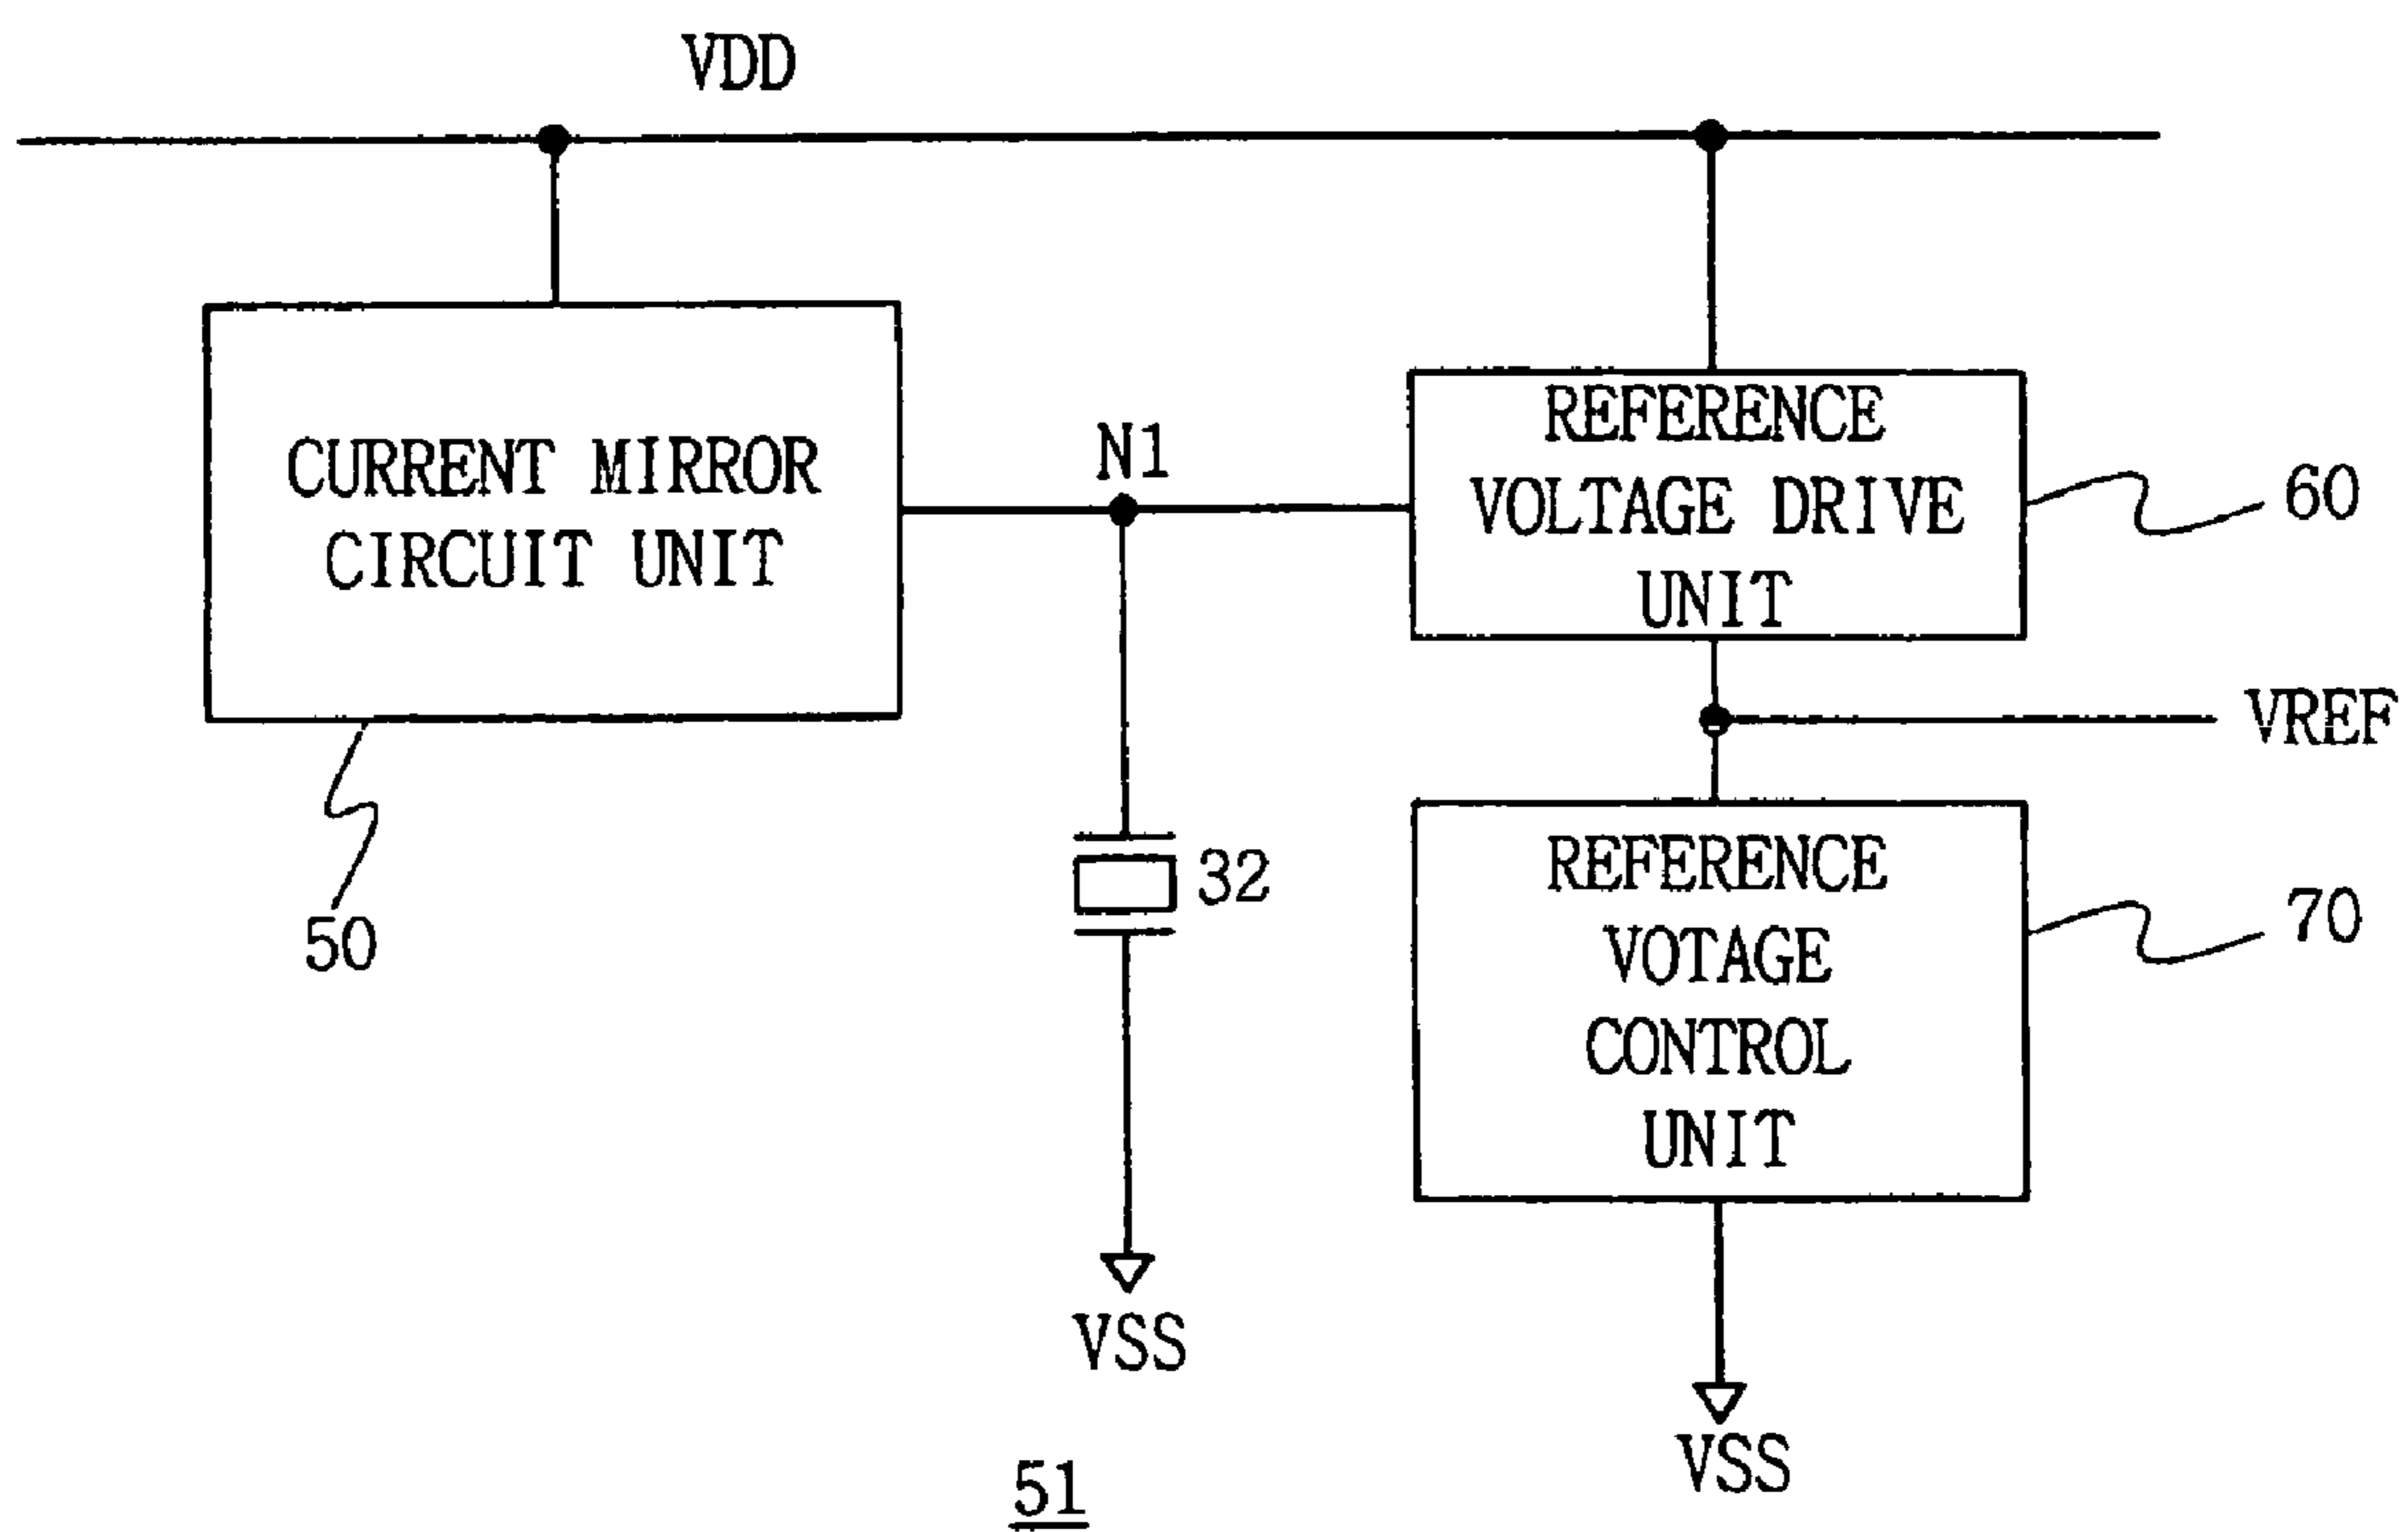 VDD
CURRENT MIRROR
CIRCUIT UNIT
50
N1
32
VSS
REFERENCE
VOLTAGE DRIVE
UNIT
60
VREF
REFERENCE
VOTAGE
CONTROL
UNIT
70
VSS
51